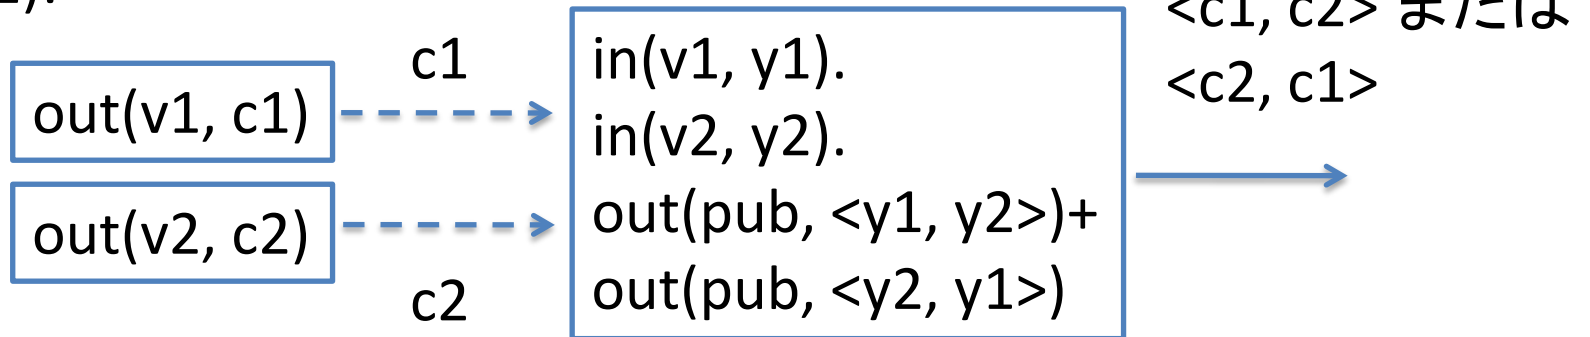 <c1, c2> または
<c2, c1>
c1
out(v1, c1)
out(v2, c2)
c2
in(v1, y1).
in(v2, y2).
out(pub, <y1, y2>)+
out(pub, <y2, y1>)